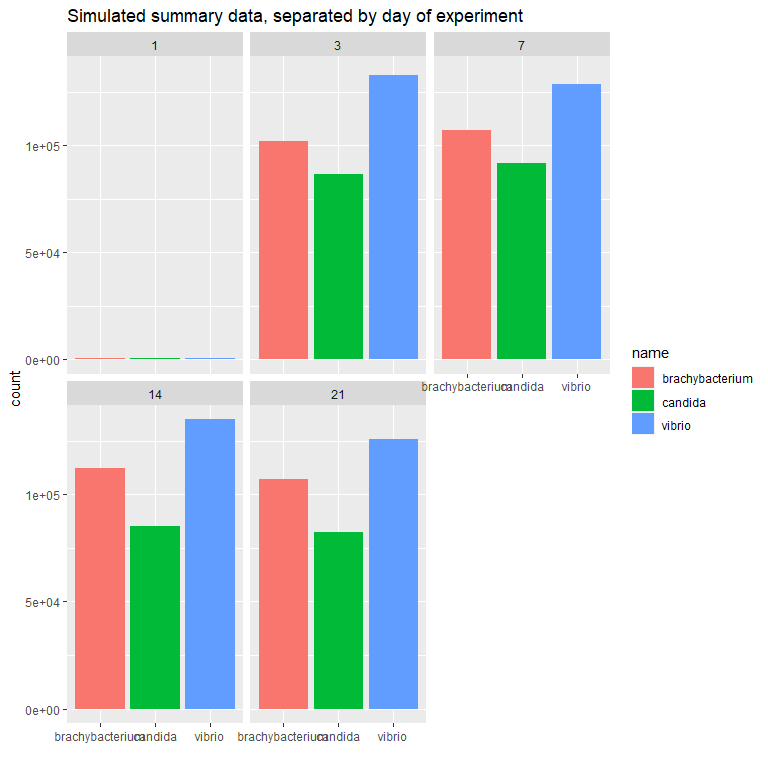 Simulated summary data, separated by day of experiment
1 3 7
1e+05
5e+04
0e+00
brachybacterium candida vibrio
count
14 21
1e+05
5e+04
0e+00
brachybacterium candida vibrio brachybacterium candida vibrio
name
brachybacterium
candida
vibrio